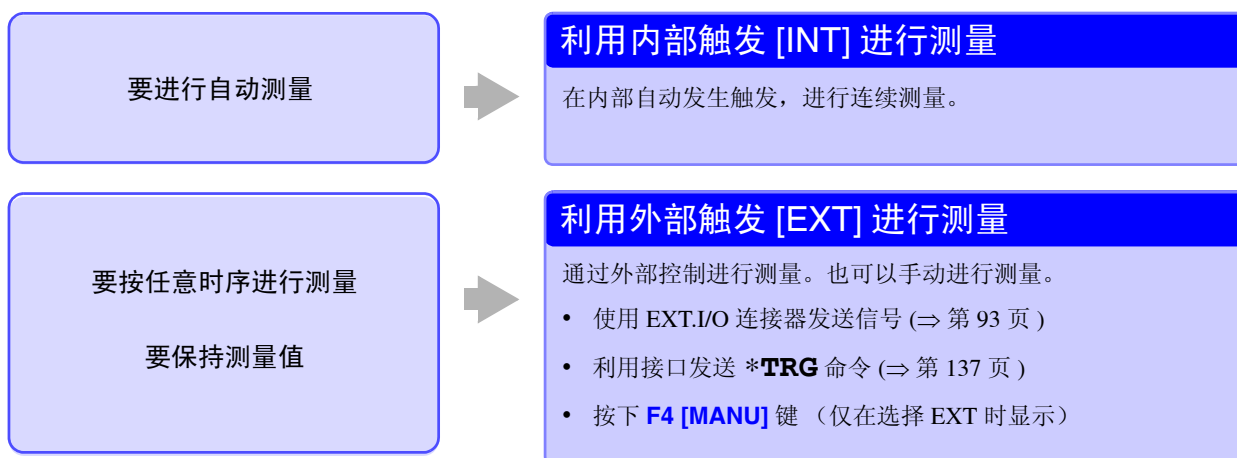 要进行自动测量
利用内部触发 [INT] 进行测量
在内部自动发生触发，进行连续测量。
要按任意时序进行测量
要保持测量值
利用外部触发 [EXT] 进行测量
通过外部控制进行测量。也可以手动进行测量。
• 使用 EXT.I/O 连接器发送信号 (⇒ 第 93 页 )
• 利用接口发送 *TRG 命令 (⇒ 第 137 页 )
• 按下 F4 [MANU] 键 （仅在选择 EXT 时显示）